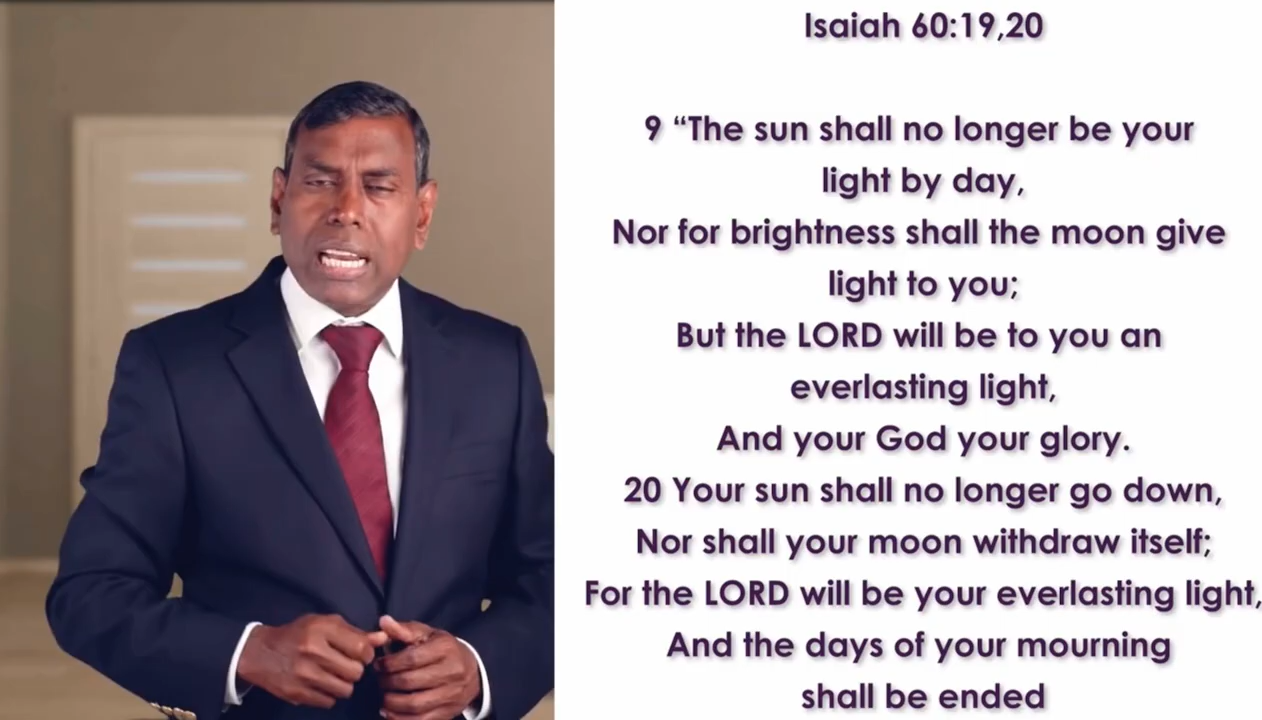 Isaiah 60:19,20
9 “The sun shall no longer be your
light by day,
Nor for brightness shall the moon give
light to you;
But the LORD will be to you an
everlasting light,
And your God your glory.
20 Your sun shall no longer go down,
Nor shall your moon withdraw itself;
For the LORD will be your everlasting light,
And the days of your mourning
shall be ended